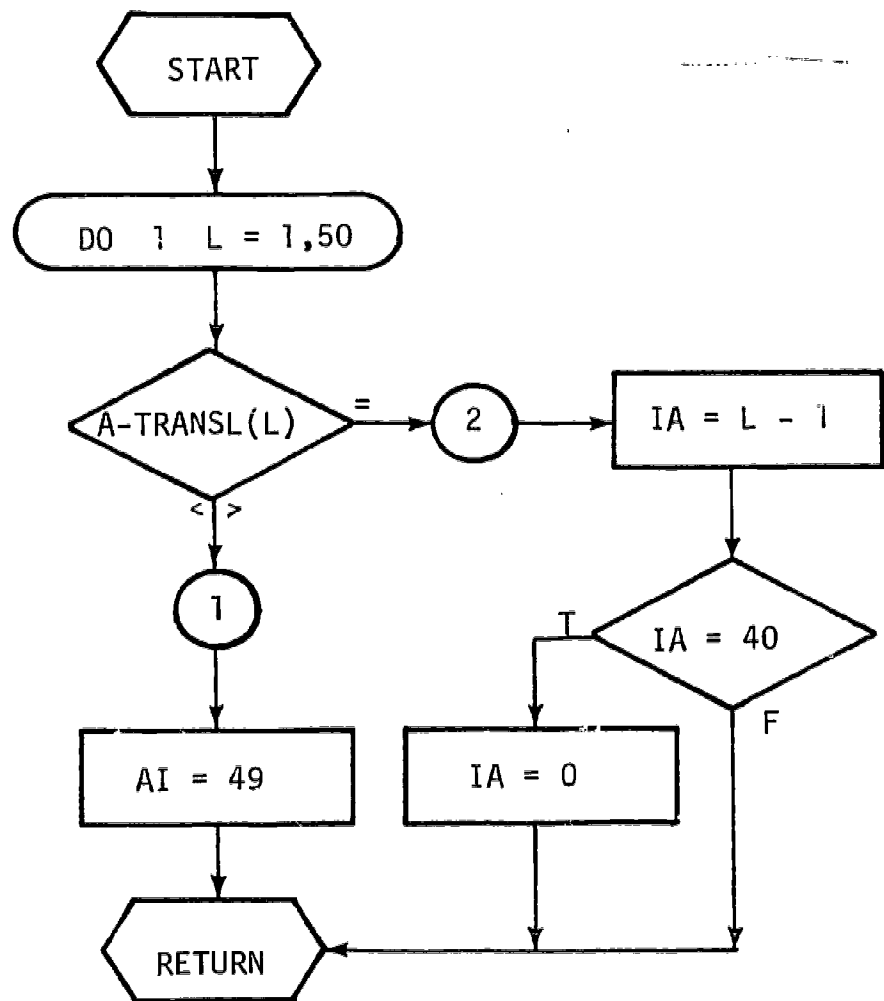 START
DO 1 L = 1,50
A-TRANSL(L)
=
2
IA = L - 1
< >
1
T
IA = 40
F
AI = 49
IA = 0
RETURN